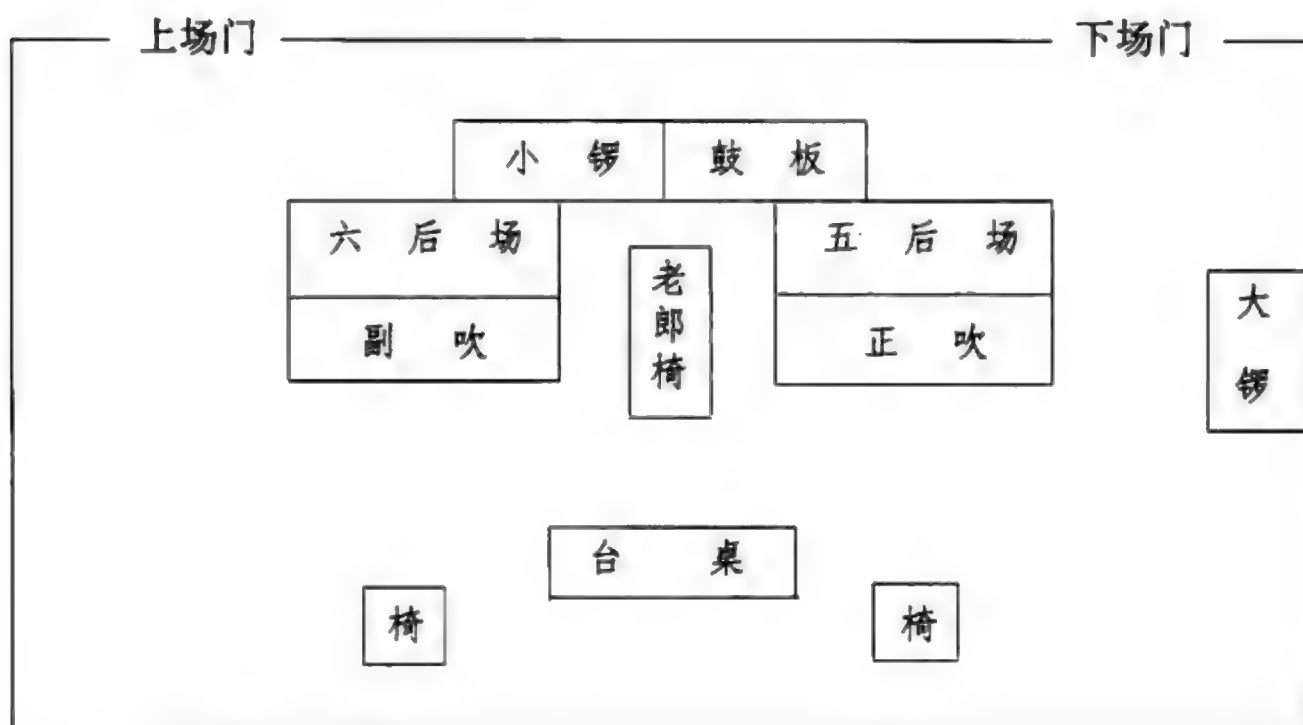 上场门 下场门
小锣 鼓板
六后场 五后场
老郎椅
大锣
副吹 正吹
台桌
椅 椅